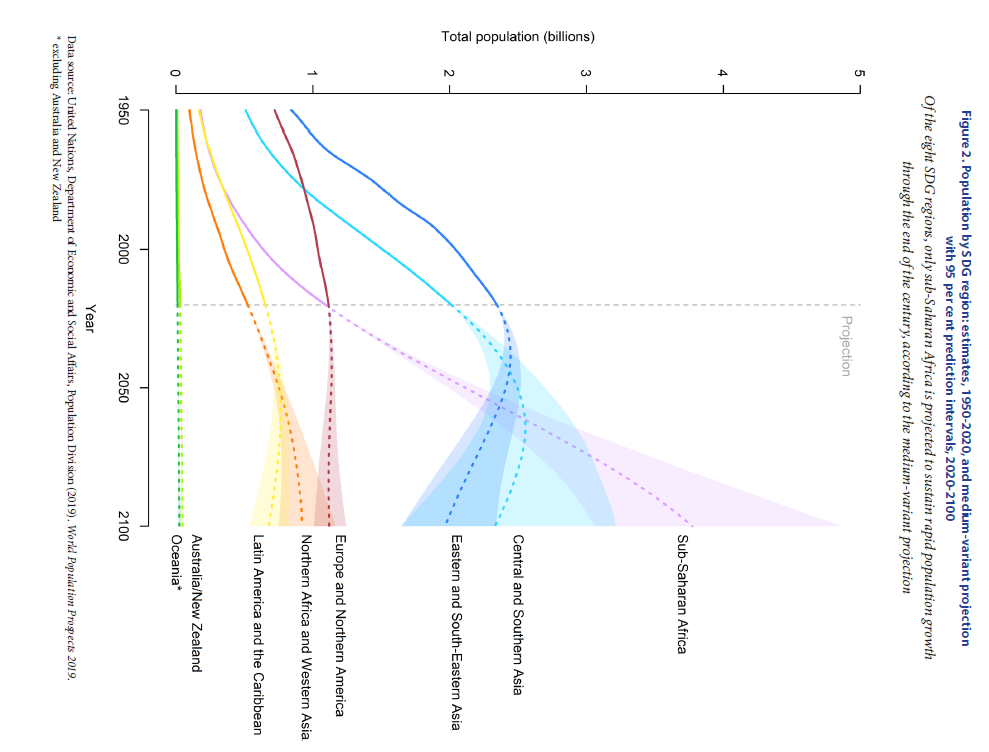 Figure 2. Population by SDG region: estimates, 1950-2020, and medium-variant projection
with 95 per cent prediction intervals, 2020-2100
Of the eight SDG regions, only sub-Saharan Africa is projected to sustain rapid population growth
through the end of the century, according to the medium-variant projection
Total population (billions)
5
4
3
2
1
0
Projection
Sub-Saharan Africa
Central and Southern Asia
Eastern and South-Eastern Asia
Europe and Northern America
Northern Africa and Western Asia
Latin America and the Caribbean
Australia/New Zealand
Oceania*
1950
2000
2050
2100
Year
Data source: United Nations, Department of Economic and Social Affairs, Population Division (2019). World Population Prospects 2019.
* excluding Australia and New Zealand